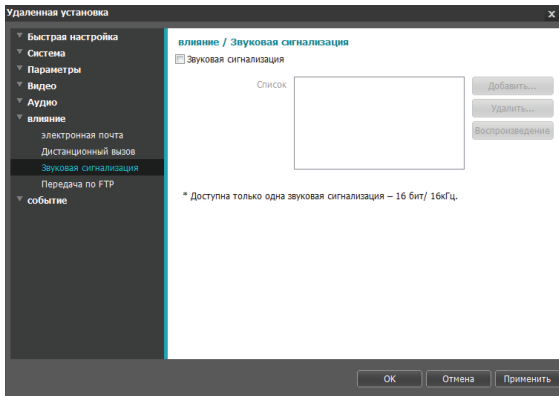 Удаленная установка
x
Быстрая настройка
Система
Параметры
Видео
Аудио
влияние
электронная почта
Дистанционный вызов
Звуковая сигнализация
Передача по FTP
событие
влияние / Звуковая сигнализация
Звуковая сигнализация
Список
Добавить...
Удалить...
Воспроизведение
* Доступна только одна звуковая сигнализация – 16 бит/ 16кГц.
OK
Отмена
Применить